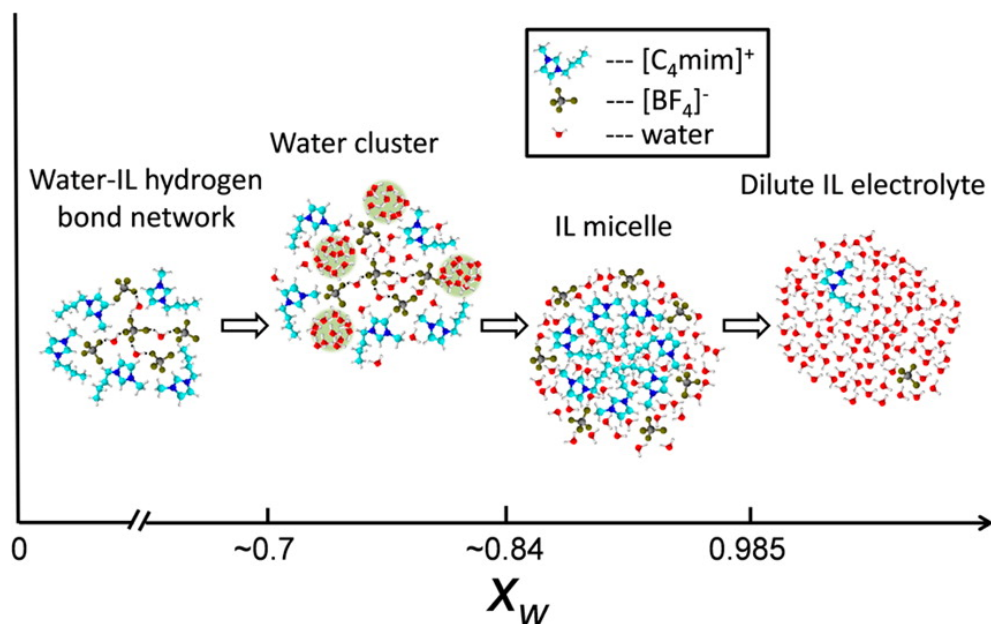 --- [C₄mim]⁺
--- [BF₄]⁻
--- water
Water cluster
Water-IL hydrogen
bond network
IL micelle
Dilute IL electrolyte
0
~0.7
~0.84
0.985
Xw